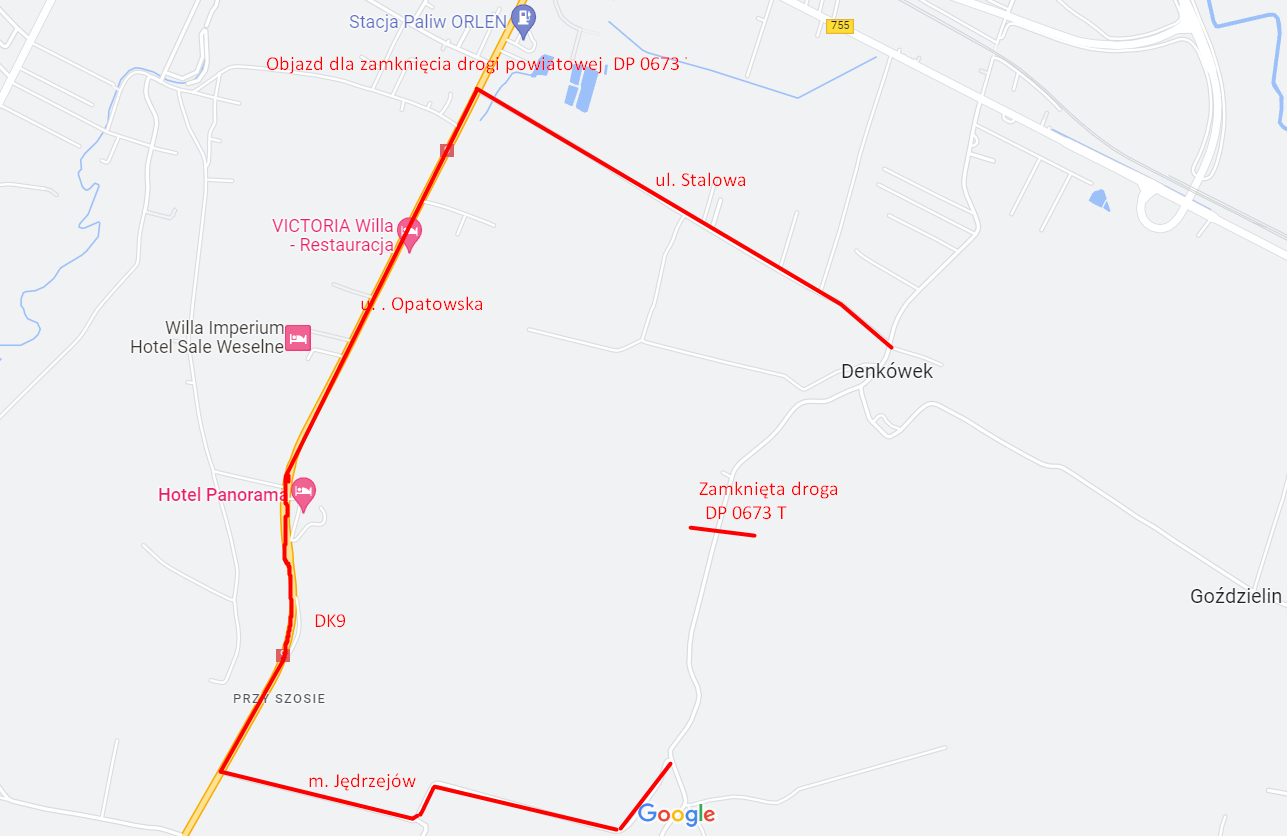 Stacja Paliw ORLEN
755
Objazd dla zamknięcia drogi powiatowej DP 0673
ul. Stalowa
VICTORIA Willa
- Restauracja
. Opatowska
Willa Imperium
Hotel Sale Weselne
Denkówek
Hotel Panorama
Zamknięta droga
DP 0673 T
Goździelin
DK9
PRZY SZOSIE
m. Jędrzejów
Google